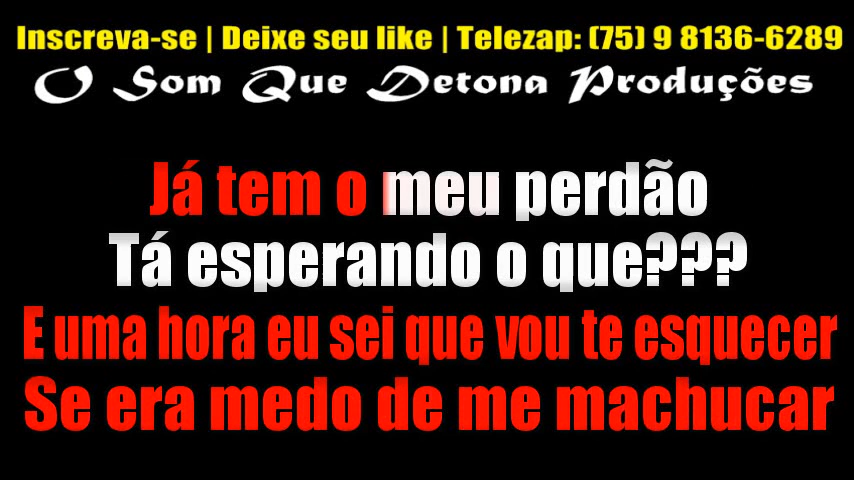 Inscreva-se | Deixe seu like | Telezap: (75) 9 8136-6289
O Som Que Detona Produções
Já tem o meu perdão
Tá esperando o que???
E uma hora eu sei que vou te esquecer
Se era medo de me machucar